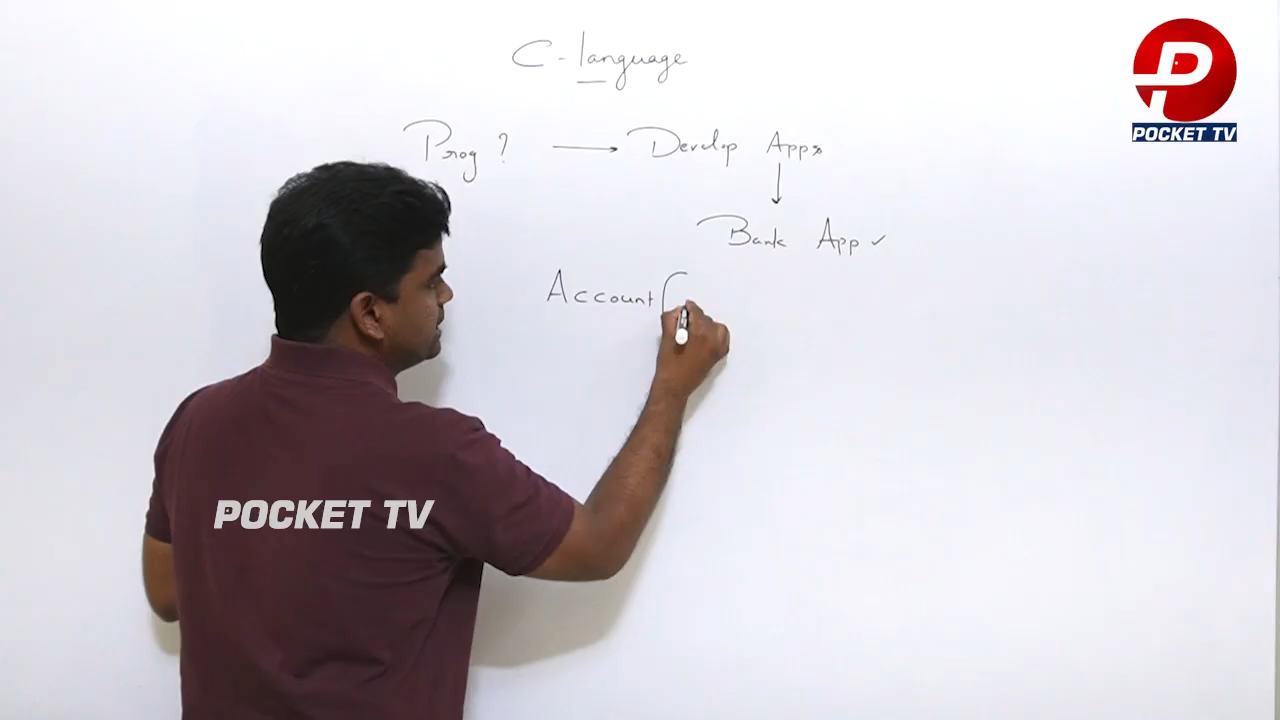 C - language
Prog ? → Develop Apps
↓
Bank App ✓
Account (
POCKET TV
POCKET TV